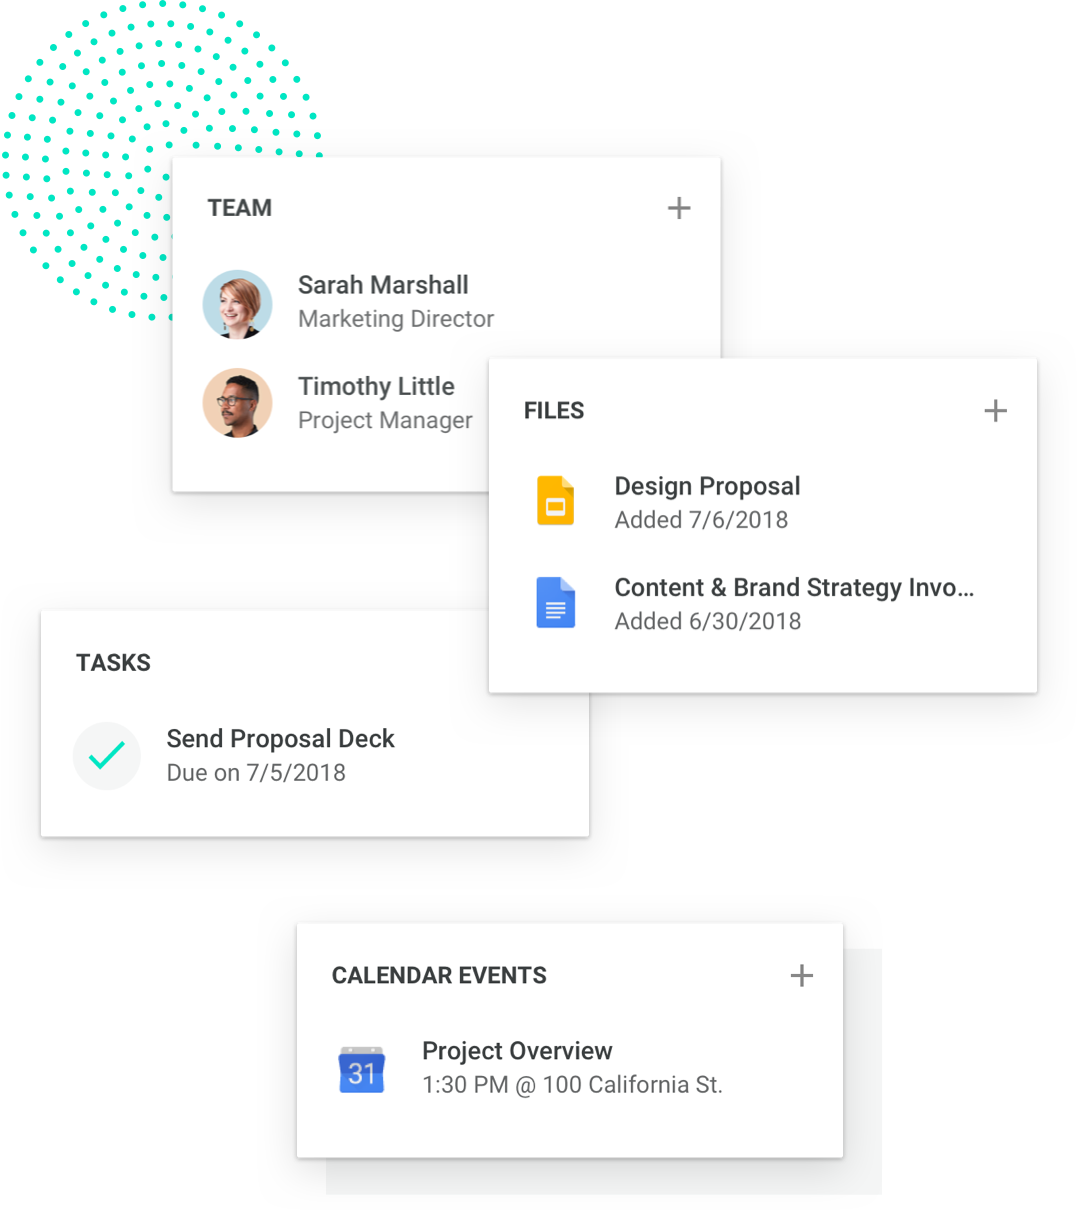 TEAM
Sarah Marshall
Marketing Director
Timothy Little
Project Manager
FILES
Design Proposal
Added 7/6/2018
Content & Brand Strategy Invo...
Added 6/30/2018
TASKS
Send Proposal Deck
Due on 7/5/2018
CALENDAR EVENTS
31
Project Overview
1:30 PM @ 100 California St.